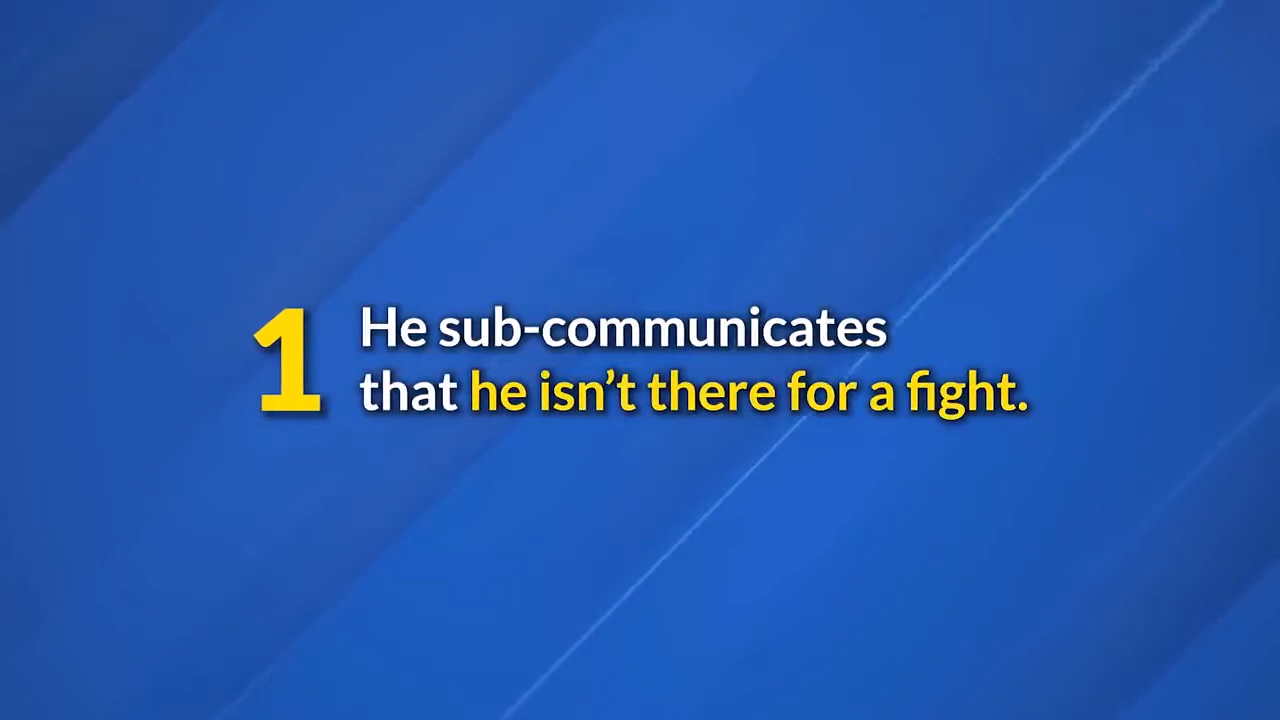 1
He sub-communicates
that he isn’t there for a fight.